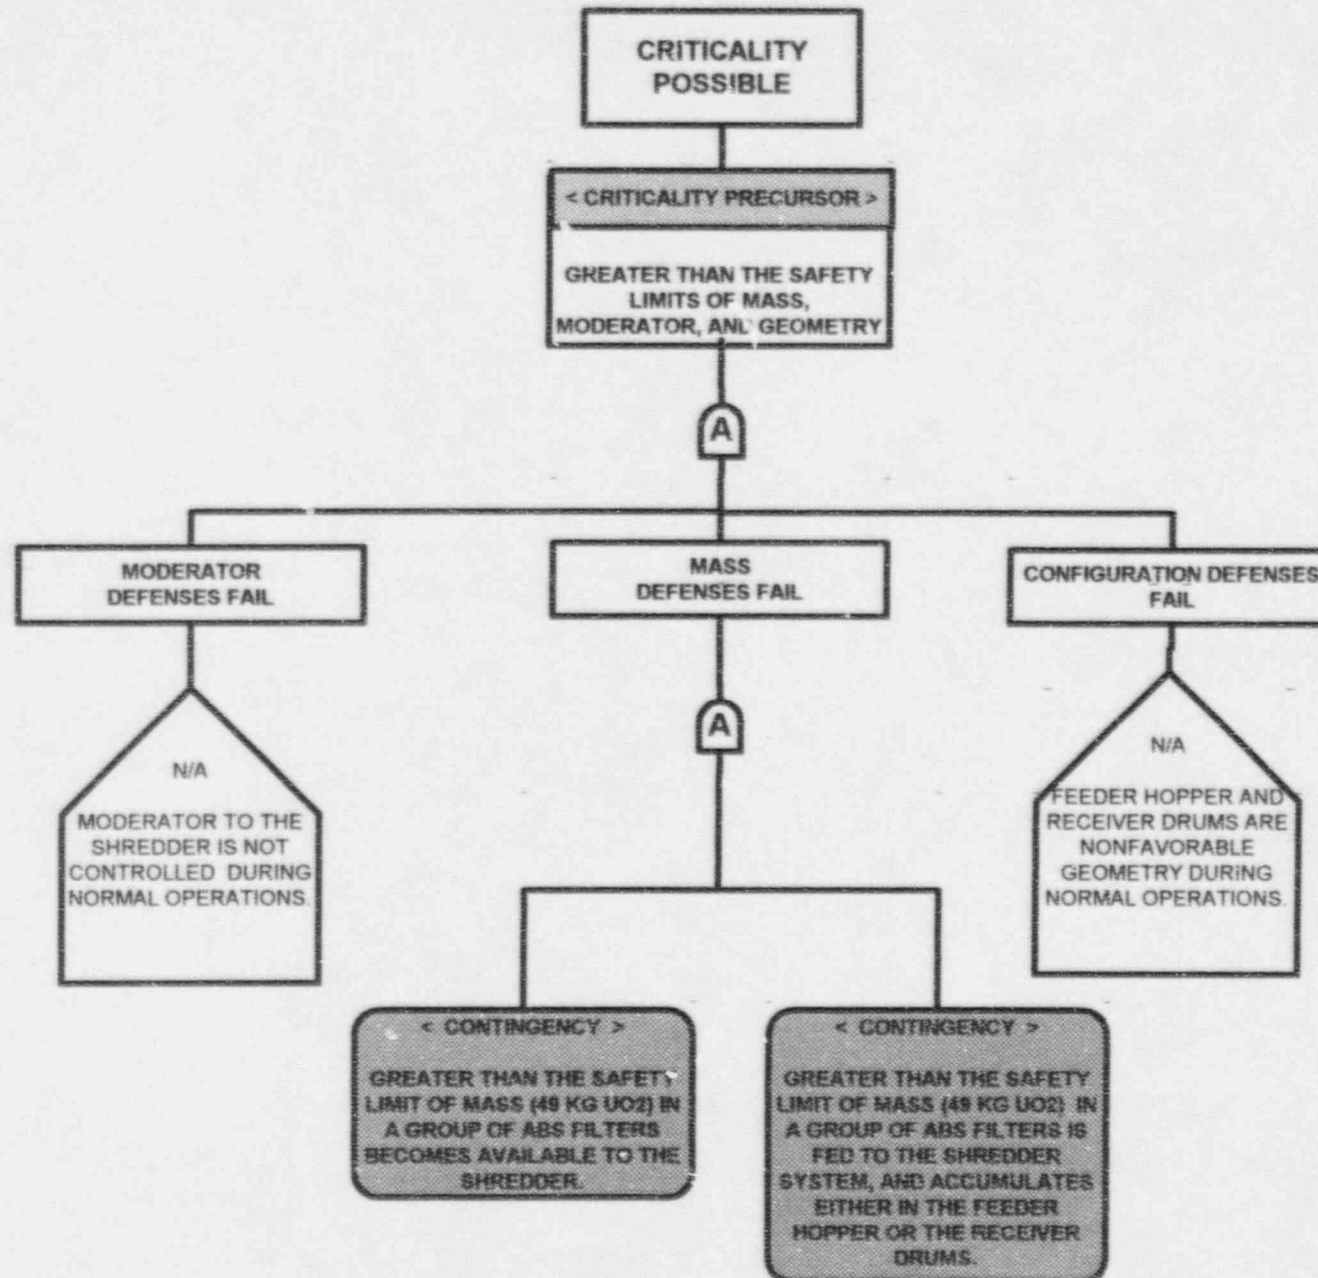 CRITICALITY
POSSIBLE
< CRITICALITY PRECURSOR >
GREATER THAN THE SAFETY
LIMITS OF MASS,
MODERATOR, AND GEOMETRY
A
MODERATOR
DEFENSES FAIL
MASS
DEFENSES FAIL
CONFIGURATION DEFENSES
FAIL
N/A
MODERATOR TO THE
SHREDDER IS NOT
CONTROLLED DURING
NORMAL OPERATIONS.
A
N/A
FEEDER HOPPER AND
RECEIVER DRUMS ARE
NONFAVORABLE
GEOMETRY DURING
NORMAL OPERATIONS.
< CONTINGENCY >
GREATER THAN THE SAFETY
LIMIT OF MASS (49 KG UO2) IN
A GROUP OF ABS FILTERS
BECOMES AVAILABLE TO THE
SHREDDER.
< CONTINGENCY >
GREATER THAN THE SAFETY
LIMIT OF MASS (49 KG UO2) IN
A GROUP OF ABS FILTERS IS
FED TO THE SHREDDER
SYSTEM, AND ACCUMULATES
EITHER IN THE FEEDER
HOPPER OR THE RECEIVER
DRUMS.